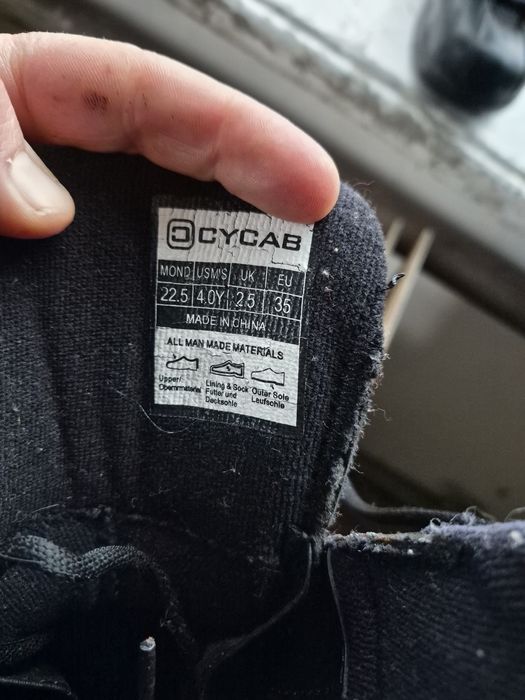 CYCAB
MOND USM'S UK EU
22.5 4.0Y 2.5 35
MADE IN CHINA
ALL MAN MADE MATERIALS
Upper/ Lining & Sock Outer Sole
Obermaterial Futter und Laufsohle
Decksohle